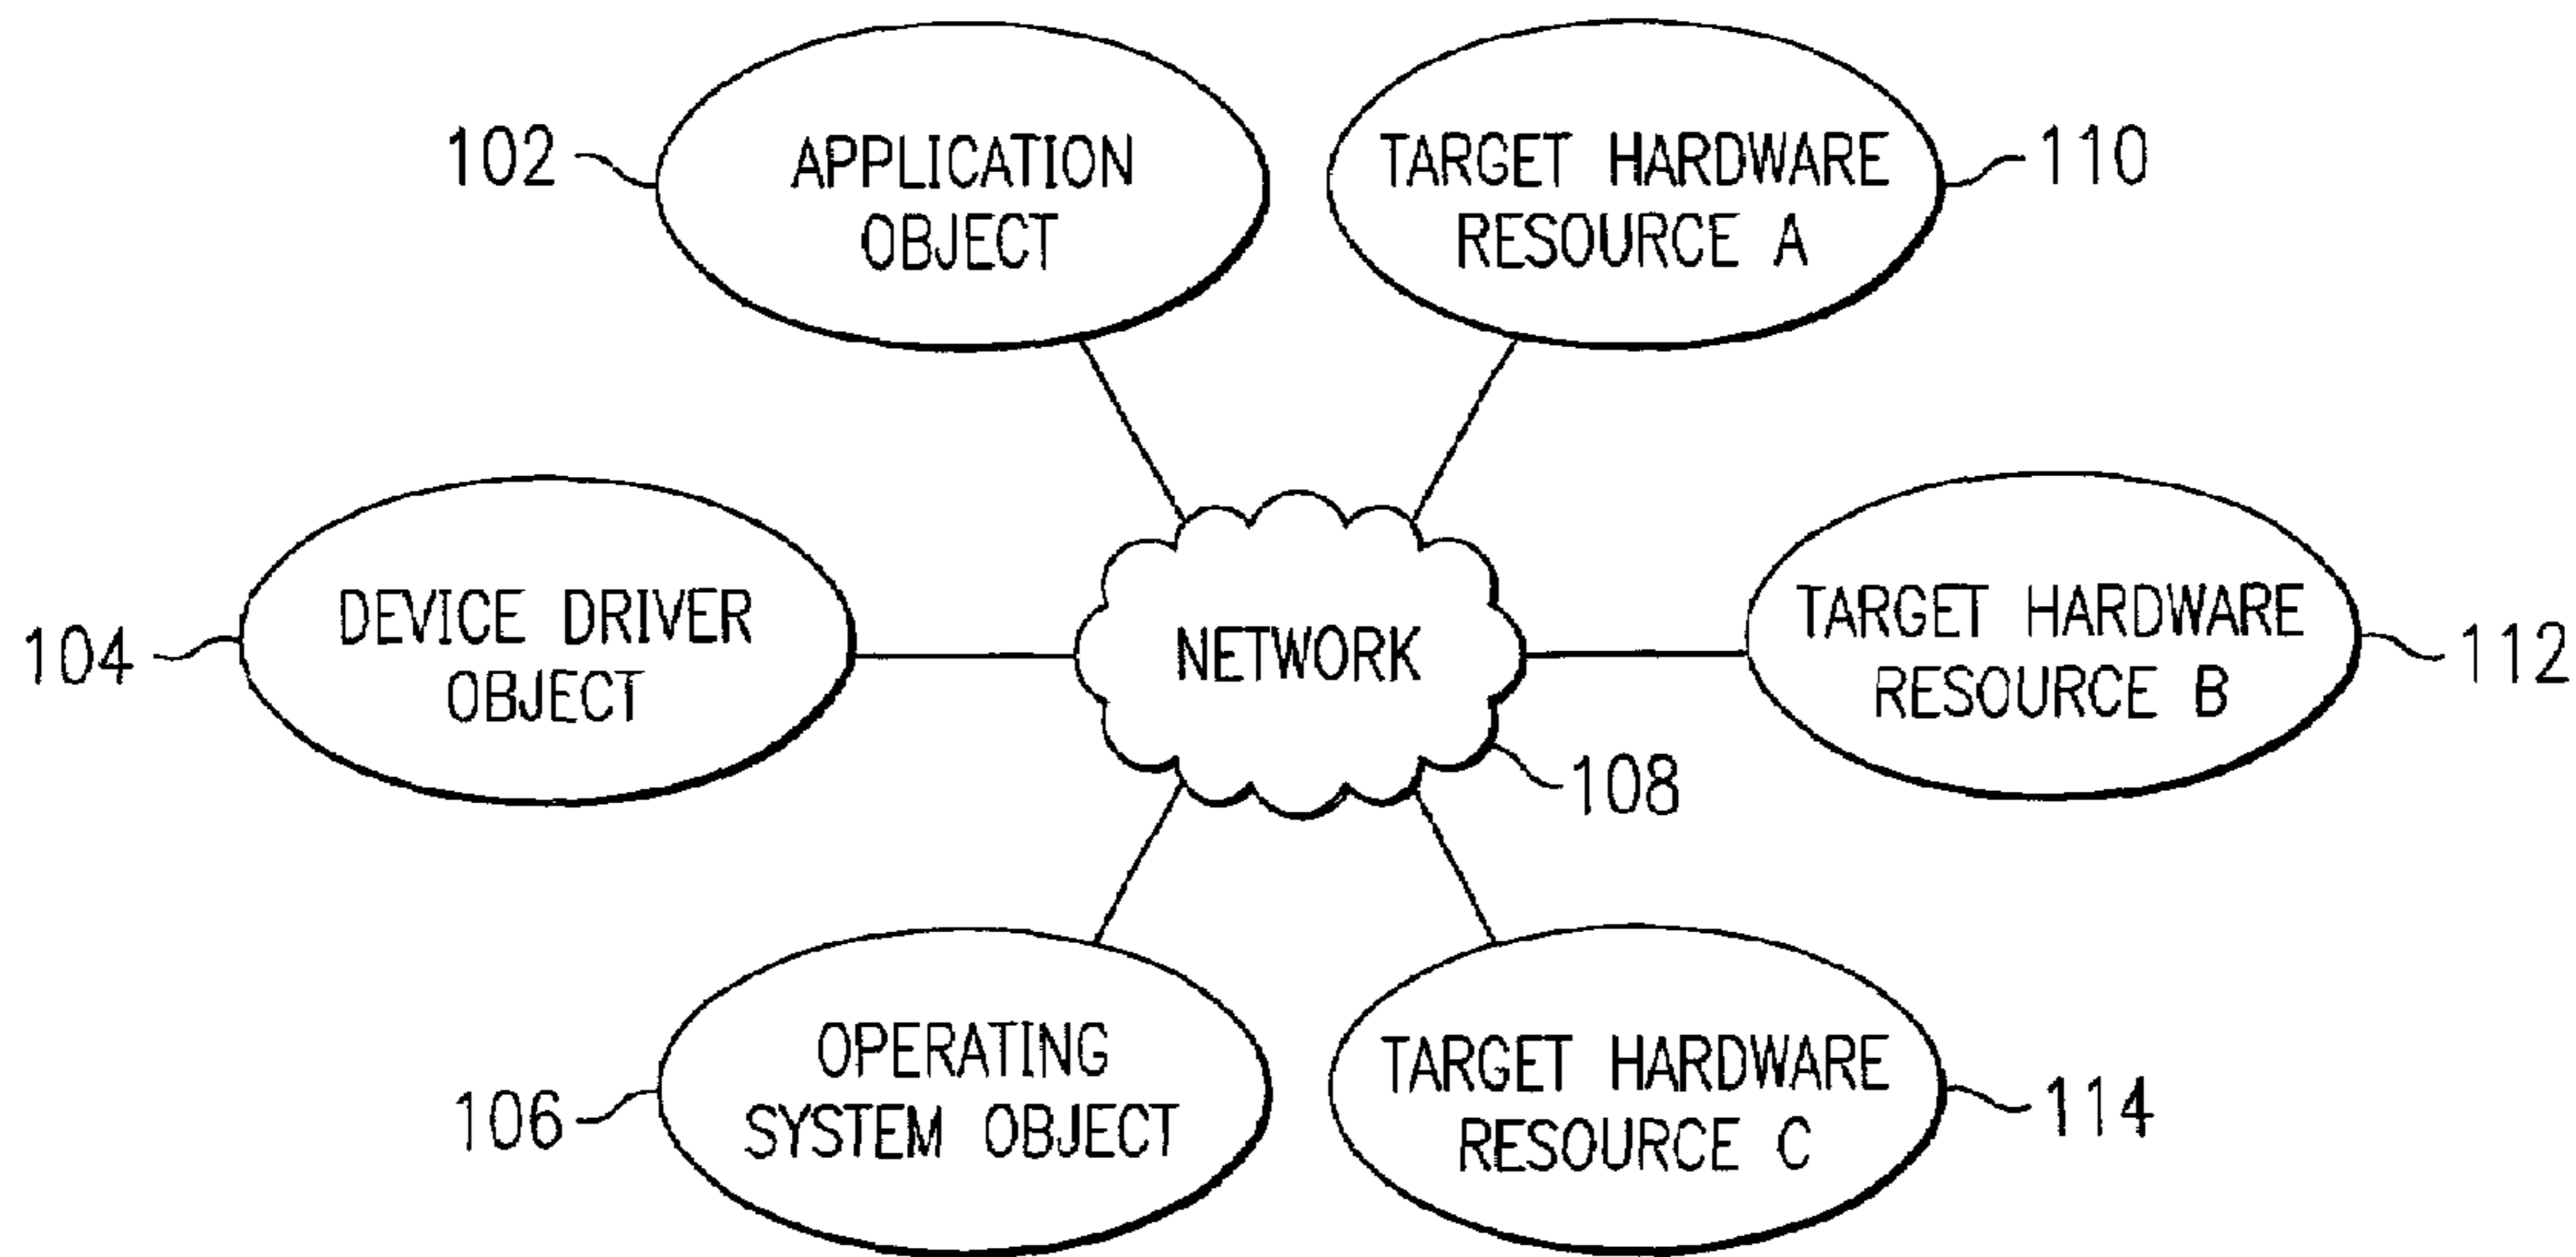 102
APPLICATION
OBJECT
TARGET HARDWARE
RESOURCE A
110
104
DEVICE DRIVER
OBJECT
NETWORK
108
TARGET HARDWARE
RESOURCE B
112
106
OPERATING
SYSTEM OBJECT
TARGET HARDWARE
RESOURCE C
114